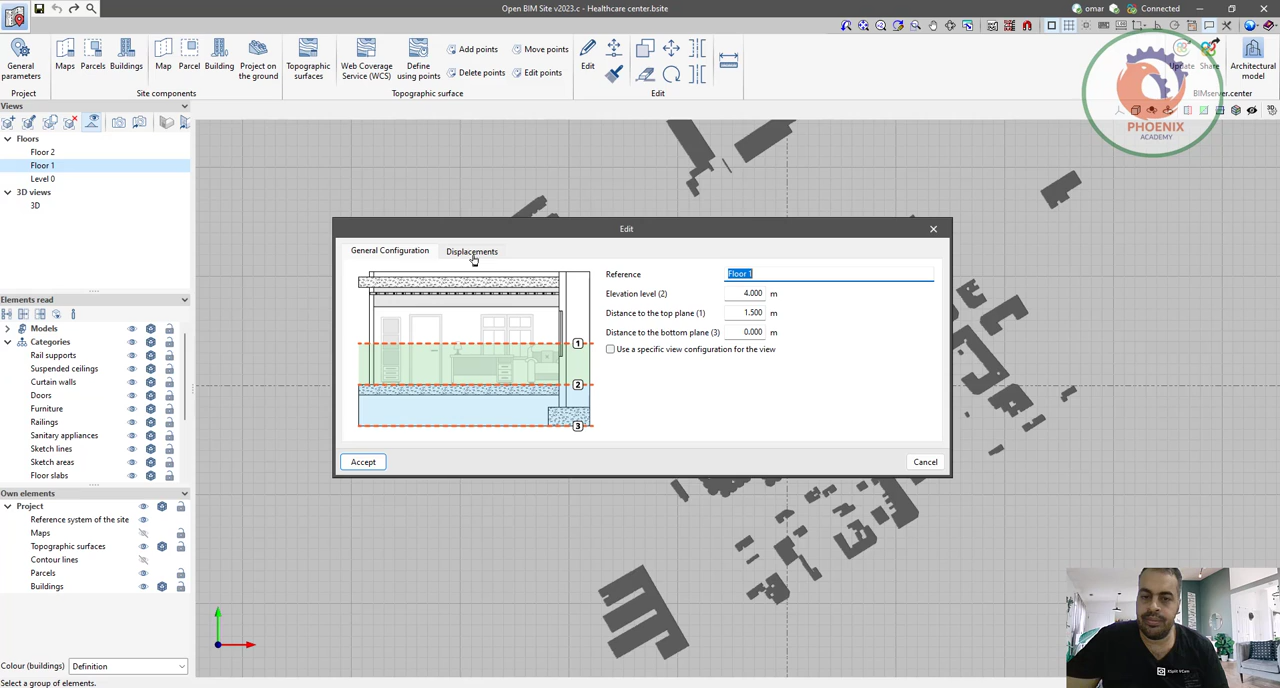 Open BIM Site v2023.c - Healthcare center.bsite
omar
Connected
General parameters
Maps
Parcels
Buildings
Map
Parcel
Building
Project on the ground
Topographic surfaces
Web Coverage Service (WCS)
Define using points
Add points
Move points
Delete points
Edit points
Edit
Update
Share
Architectural model
Project
Site components
Topographic surface
Edit
BIMserver.center
PHOENIX
ACADEMY
Views
Floors
Floor 2
Floor 1
Level 0
3D views
3D
Edit
General Configuration
Displacements
Reference
Floor 1
Elevation level (2)
4.000 m
Distance to the top plane (1)
1.500 m
Distance to the bottom plane (3)
0.000 m
Use a specific view configuration for the view
1
2
3
Accept
Cancel
Elements read
Models
Categories
Rail supports
Suspended ceilings
Curtain walls
Doors
Furniture
Railings
Sanitary appliances
Sketch lines
Sketch areas
Floor slabs
Own elements
Project
Reference system of the site
Maps
Topographic surfaces
Contour lines
Parcels
Buildings
Colour (buildings)
Definition
Select a group of elements.
XSplit VCam